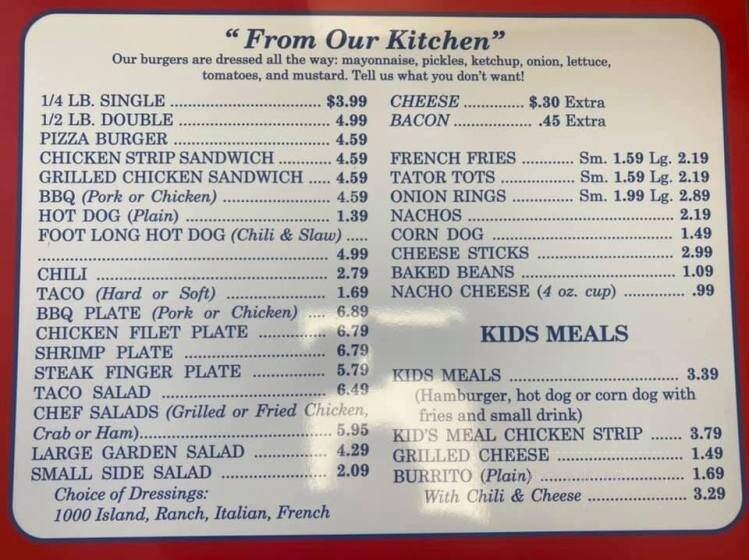 “From Our Kitchen”
Our burgers are dressed all the way: mayonnaise, pickles, ketchup, onion, lettuce,
tomatoes, and mustard. Tell us what you don't want!
1/4 LB. SINGLE ........................ $3.99
1/2 LB. DOUBLE ........................ 4.99
PIZZA BURGER ........................ 4.59
CHICKEN STRIP SANDWICH .......... 4.59
GRILLED CHICKEN SANDWICH .... 4.59
BBQ (Pork or Chicken) ................ 4.59
HOT DOG (Plain) ........................ 1.39
FOOT LONG HOT DOG (Chili & Slaw) .....
........................ 4.99
CHILI ........................ 2.79
TACO (Hard or Soft) ................ 1.69
BBQ PLATE (Pork or Chicken) .... 6.89
CHICKEN FILET PLATE ............ 6.79
SHRIMP PLATE ........................ 6.79
STEAK FINGER PLATE ............ 5.79
TACO SALAD ........................ 6.49
CHEF SALADS (Grilled or Fried Chicken,
Crab or Ham)........................ 5.95
LARGE GARDEN SALAD ............ 4.29
SMALL SIDE SALAD ................ 2.09
Choice of Dressings:
1000 Island, Ranch, Italian, French
CHEESE ............ $.30 Extra
BACON ............... .45 Extra
FRENCH FRIES ............ Sm. 1.59 Lg. 2.19
TATOR TOTS ............... Sm. 1.59 Lg. 2.19
ONION RINGS ............ Sm. 1.99 Lg. 2.89
NACHOS ........................ 2.19
CORN DOG ........................ 1.49
CHEESE STICKS ........................ 2.99
BAKED BEANS ........................ 1.09
NACHO CHEESE (4 oz. cup) ............... .99
KIDS MEALS
KIDS MEALS ........................ 3.39
(Hamburger, hot dog or corn dog with
fries and small drink)
KID'S MEAL CHICKEN STRIP ...... 3.79
GRILLED CHEESE ........................ 1.49
BURRITO (Plain) ........................ 1.69
With Chili & Cheese .................. 3.29